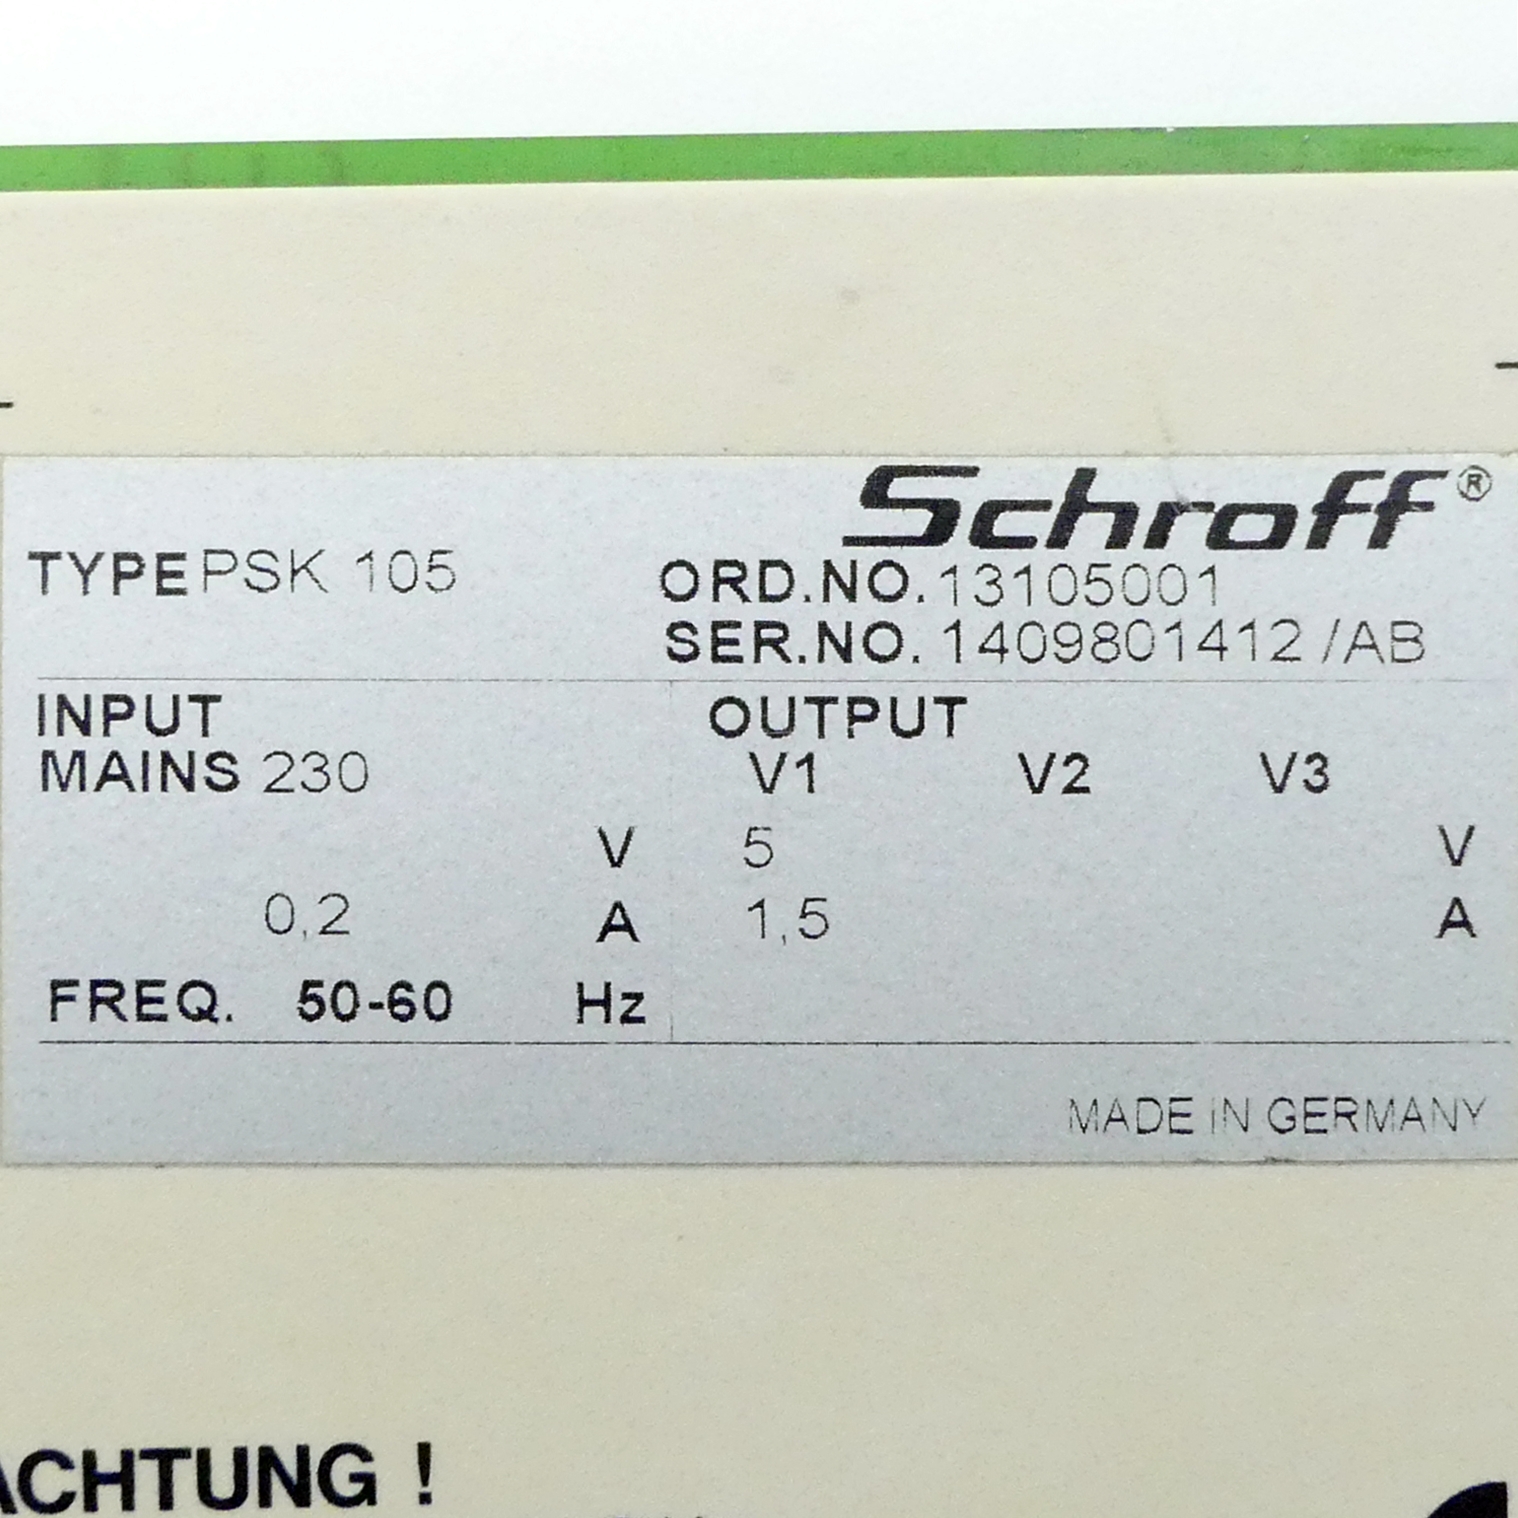 Schroff®
TYPE PSK 105
ORD.NO. 13105001
SER.NO. 1409801412 /AB
INPUT OUTPUT
MAINS 230 V1 V2 V3
V 5 V
0,2 A 1,5 A
FREQ. 50-60 Hz
MADE IN GERMANY
ACHTUNG !